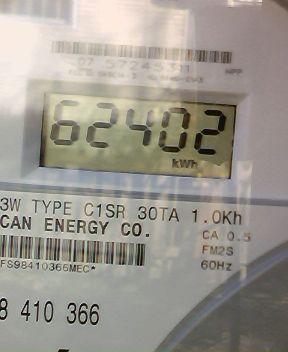 62402
kWh
3W TYPE C1SR 30TA 1.0Kh
CAN ENERGY CO.
CA 0.5
FM2S
60Hz
FS98410366MEC*
8 410 366